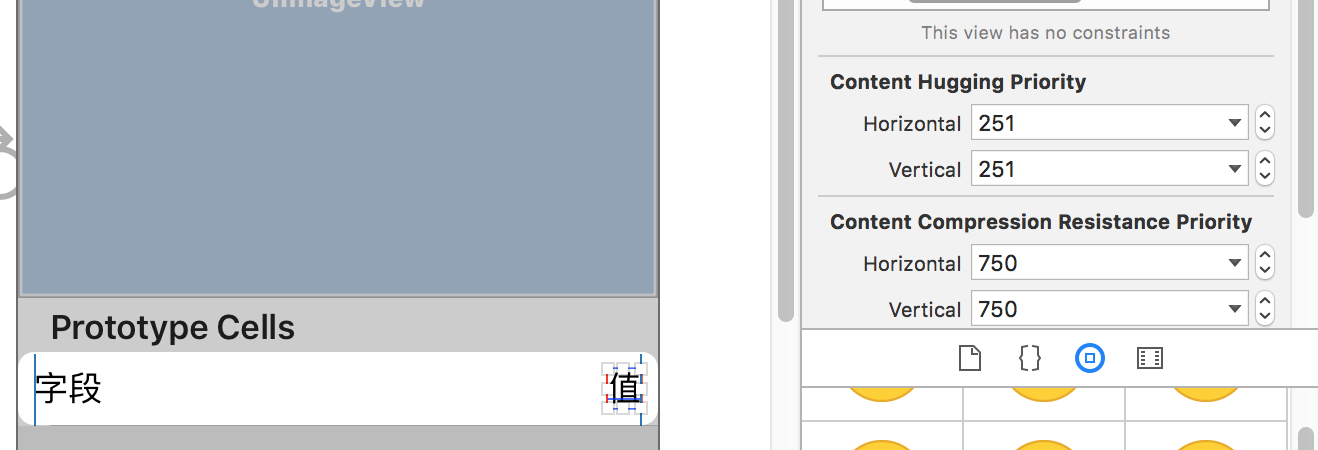 UIImageView
This view has no constraints
Content Hugging Priority
Horizontal 251
Vertical 251
Content Compression Resistance Priority
Horizontal 750
Vertical 750
Prototype Cells
字段 值